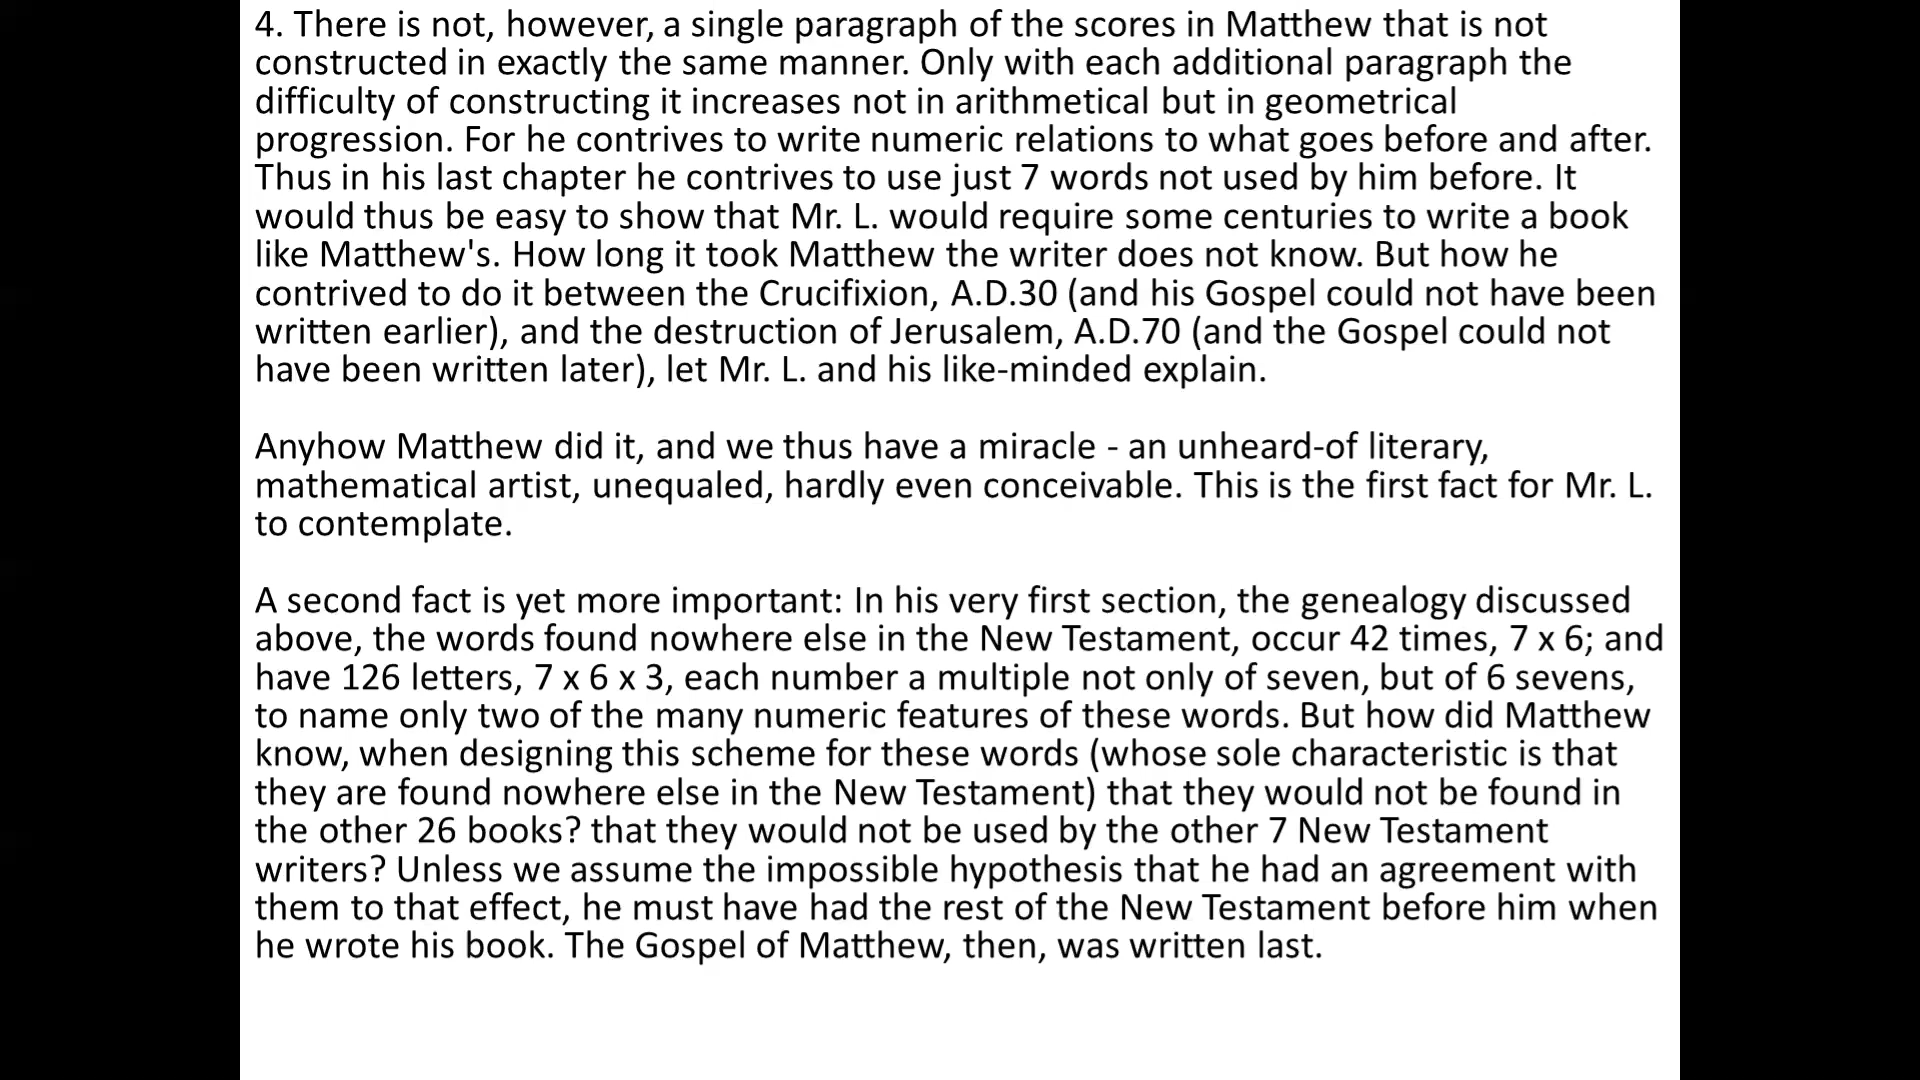 4. There is not, however, a single paragraph of the scores in Matthew that is not
constructed in exactly the same manner. Only with each additional paragraph the
difficulty of constructing it increases not in arithmetical but in geometrical
progression. For he contrives to write numeric relations to what goes before and after.
Thus in his last chapter he contrives to use just 7 words not used by him before. It
would thus be easy to show that Mr. L. would require some centuries to write a book
like Matthew's. How long it took Matthew the writer does not know. But how he
contrived to do it between the Crucifixion, A.D.30 (and his Gospel could not have been
written earlier), and the destruction of Jerusalem, A.D.70 (and the Gospel could not
have been written later), let Mr. L. and his like-minded explain.
Anyhow Matthew did it, and we thus have a miracle - an unheard-of literary,
mathematical artist, unequaled, hardly even conceivable. This is the first fact for Mr. L.
to contemplate.
A second fact is yet more important: In his very first section, the genealogy discussed
above, the words found nowhere else in the New Testament, occur 42 times, 7 x 6; and
have 126 letters, 7 x 6 x 3, each number a multiple not only of seven, but of 6 sevens,
to name only two of the many numeric features of these words. But how did Matthew
know, when designing this scheme for these words (whose sole characteristic is that
they are found nowhere else in the New Testament) that they would not be found in
the other 26 books? that they would not be used by the other 7 New Testament
writers? Unless we assume the impossible hypothesis that he had an agreement with
them to that effect, he must have had the rest of the New Testament before him when
he wrote his book. The Gospel of Matthew, then, was written last.